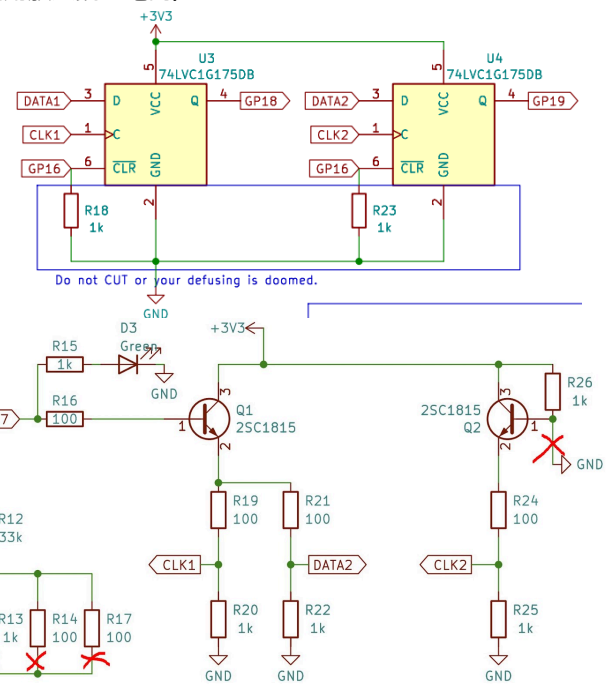 +3V3
U3
74LVC1G175DB
U4
74LVC1G175DB
5
5
DATA1
3
D
VCC
Q
4
GP18
DATA2
3
D
VCC
Q
4
GP19
CLK1
1
C
CLK2
1
C
GP16
6
CLR
GND
GP16
6
CLR
GND
2
2
R18
1k
R23
1k
Do not CUT or your defusing is doomed.
GND
D3
Green
+3V3
R15
1k
GND
R16
100
7
1
3
2
Q1
2SC1815
2SC1815
Q2
3
1
2
R26
1k
GND
R19
100
R21
100
R24
100
R12
33k
CLK1
DATA2
CLK2
R13
1k
R14
100
R17
100
R20
1k
R22
1k
R25
1k
GND
GND
GND